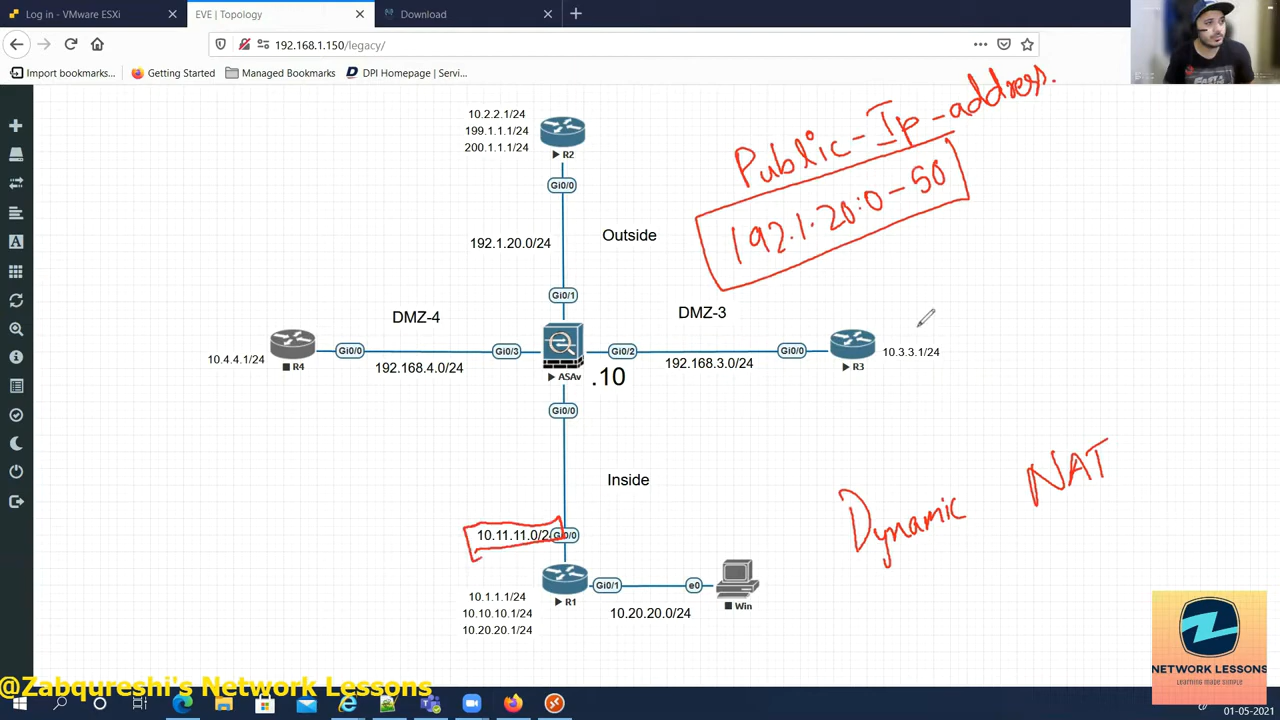 Log in - VMware ESXi
EVE | Topology
Download
192.168.1.150/legacy/
Import bookmarks...
Getting Started
Managed Bookmarks
DPI Homepage | Servi...
10.2.2.1/24
199.1.1.1/24
200.1.1.1/24
R2
Gi0/0
Public-Ip-address.
192.1.20:0-50
192.1.20.0/24
Outside
Gi0/1
DMZ-4
DMZ-3
10.4.4.1/24
R4
Gi0/0
192.168.4.0/24
Gi0/3
ASAv
.10
Gi0/2
192.168.3.0/24
Gi0/0
R3
10.3.3.1/24
Gi0/0
Inside
Dynamic NAT
10.11.11.0/2
Gi0/0
R1
10.1.1.1/24
10.10.10.1/24
10.20.20.1/24
Gi0/1
e0
10.20.20.0/24
Win
NETWORK LESSONS
LEARNING MADE SIMPLE
@Zabqureshi's Network Lessons
01-05-2021